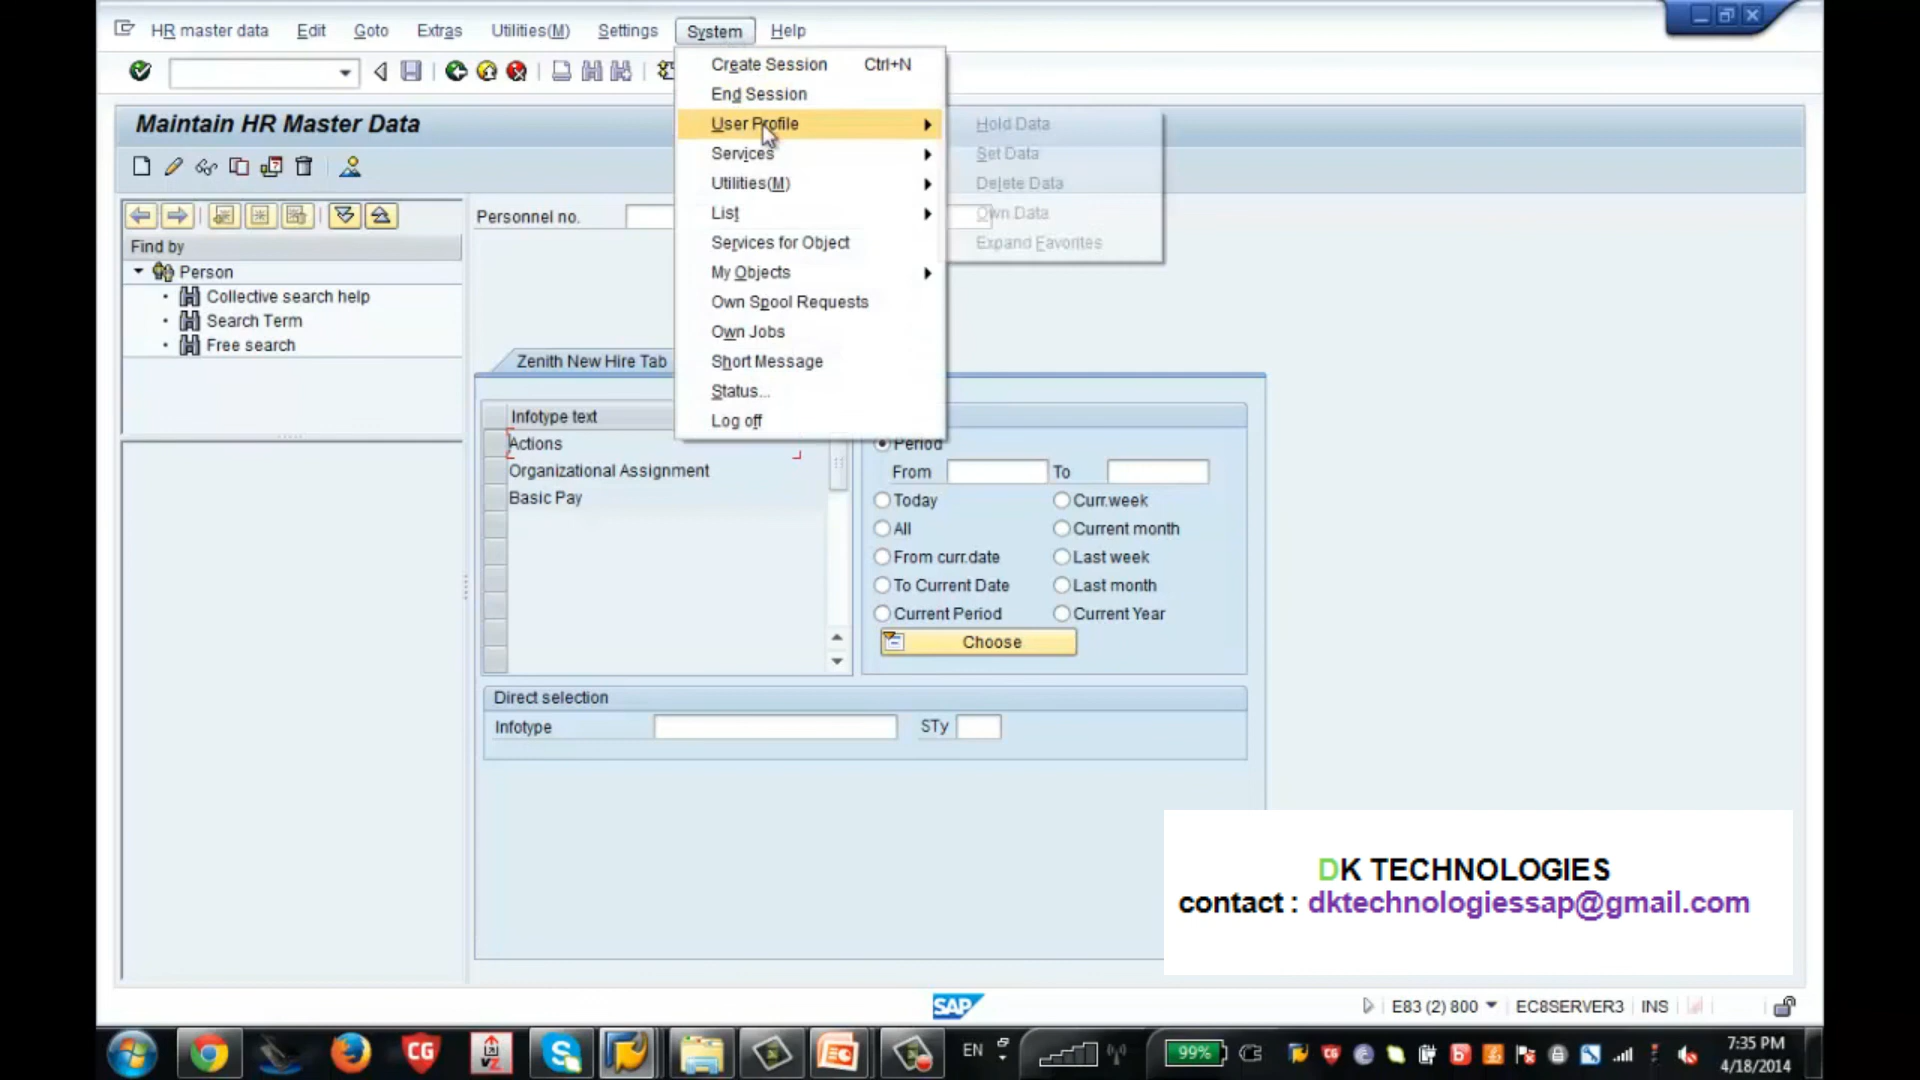 HR master data Edit Goto Extras Utilities(M) Settings System Help
Create Session Ctrl+N
End Session
User Profile
Services
Utilities(M)
List
Services for Object
My Objects
Own Spool Requests
Own Jobs
Short Message
Status...
Log off
Hold Data
Set Data
Delete Data
Own Data
Expand Favorites
Maintain HR Master Data
Find by
Person
Collective search help
Search Term
Free search
Personnel no.
Zenith New Hire Tab
Infotype text
Actions
Organizational Assignment
Basic Pay
Period
From To
Today Curr.week
All Current month
From curr.date Last week
To Current Date Last month
Current Period Current Year
Choose
Direct selection
Infotype STy
DK TECHNOLOGIES
contact : dktechnologiessap@gmail.com
SAP
E83 (2) 800 EC8SERVER3 INS
EN 99% 7:35 PM
4/18/2014